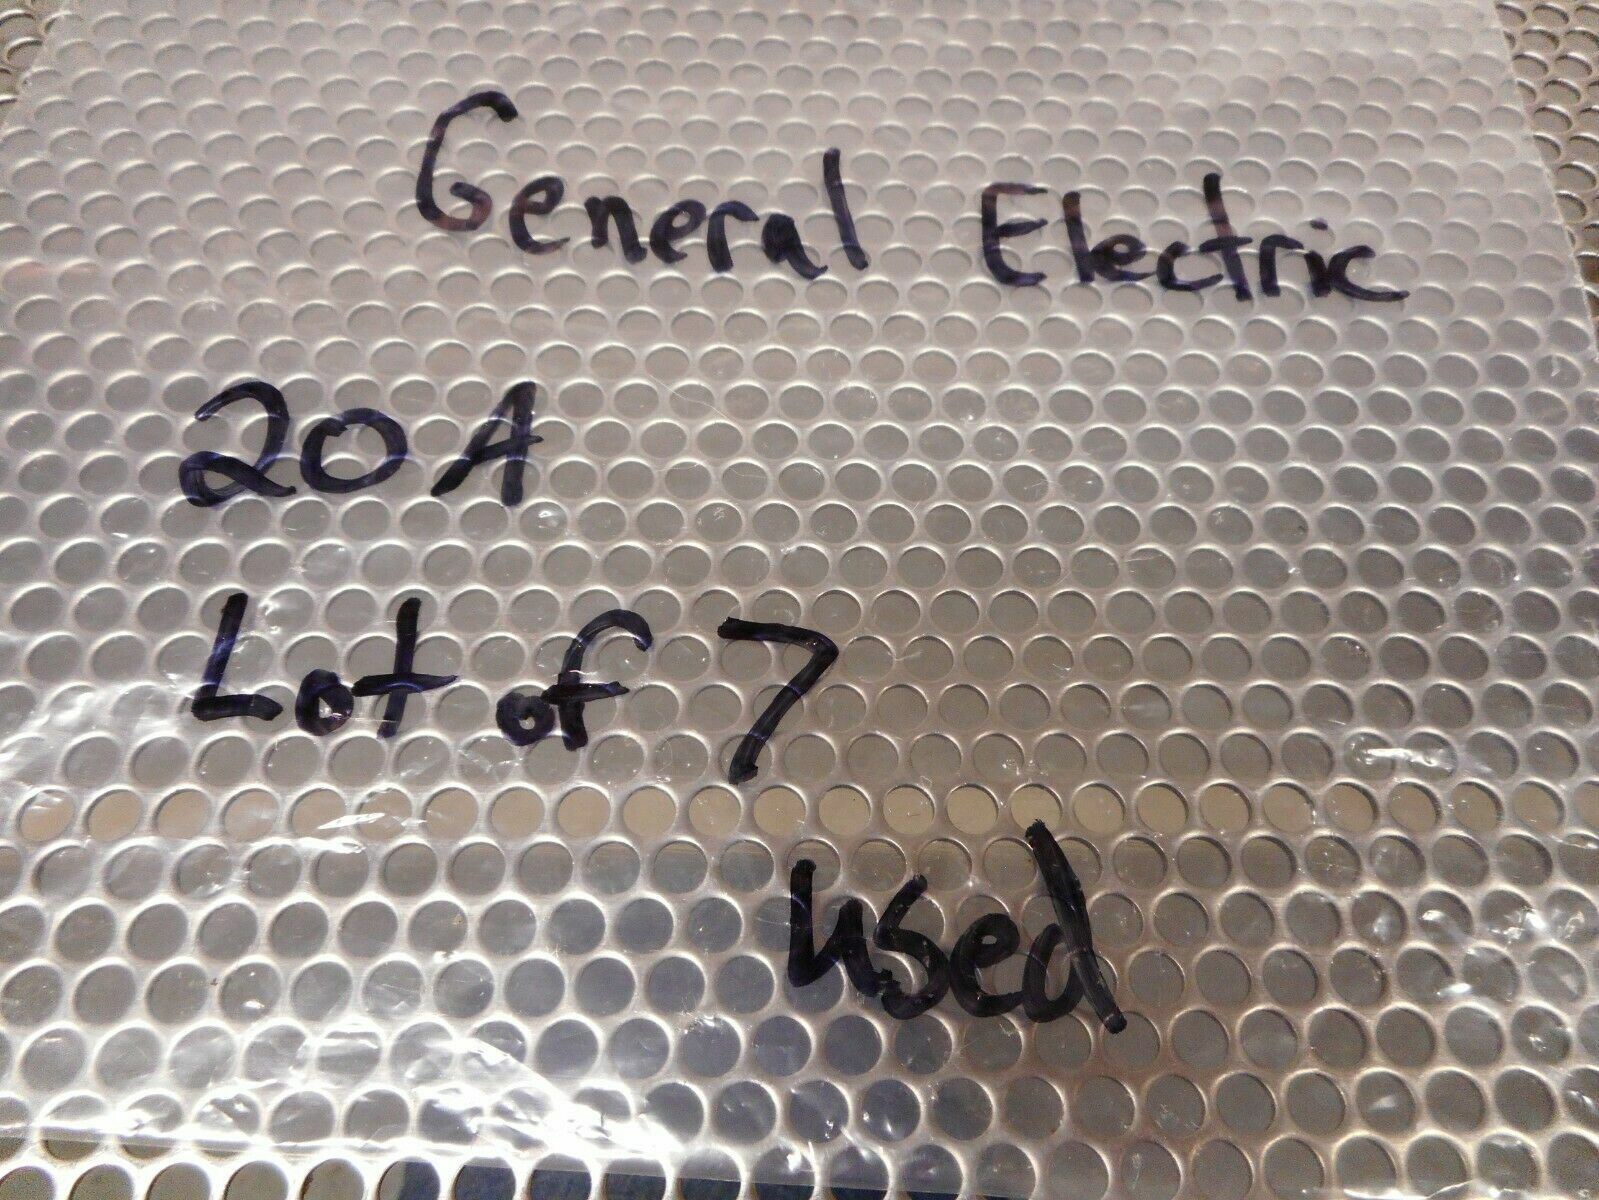 General Electric
20A
Lot of 7
used